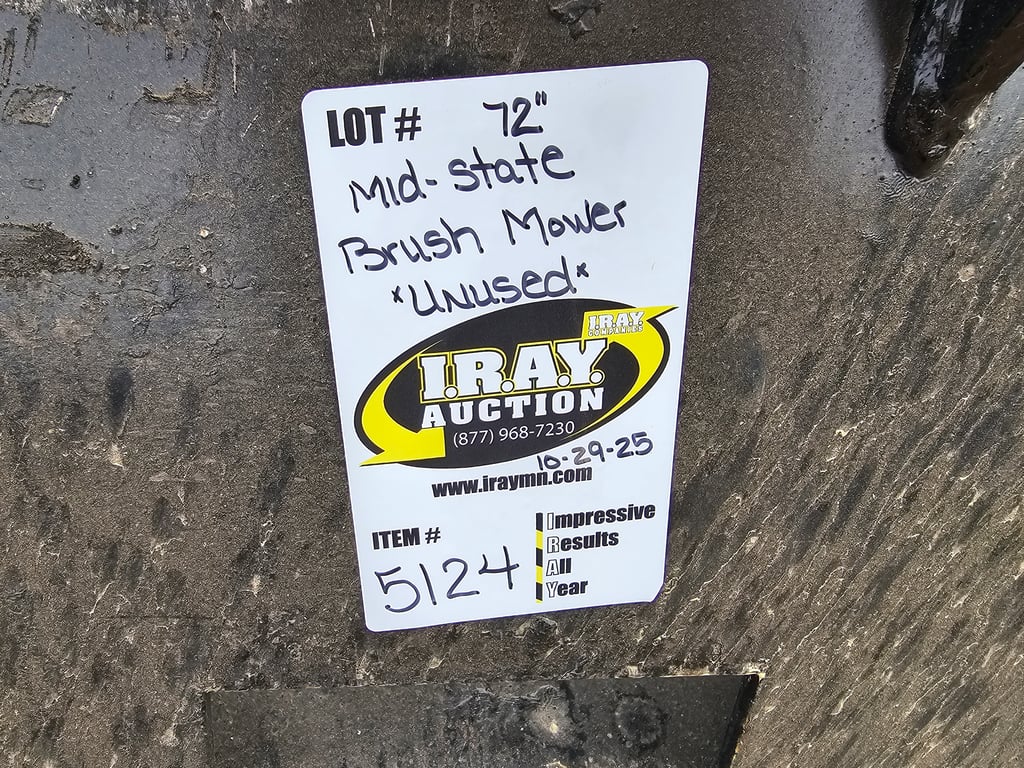 LOT # 72"
Mid-state
Brush Mower
*Unused*
I.R.A.Y.
COMPANIES
I.R.A.Y.
AUCTION
(877) 968-7230
10-29-25
www.iraymn.com
ITEM #
5124
Impressive
Results
All
Year